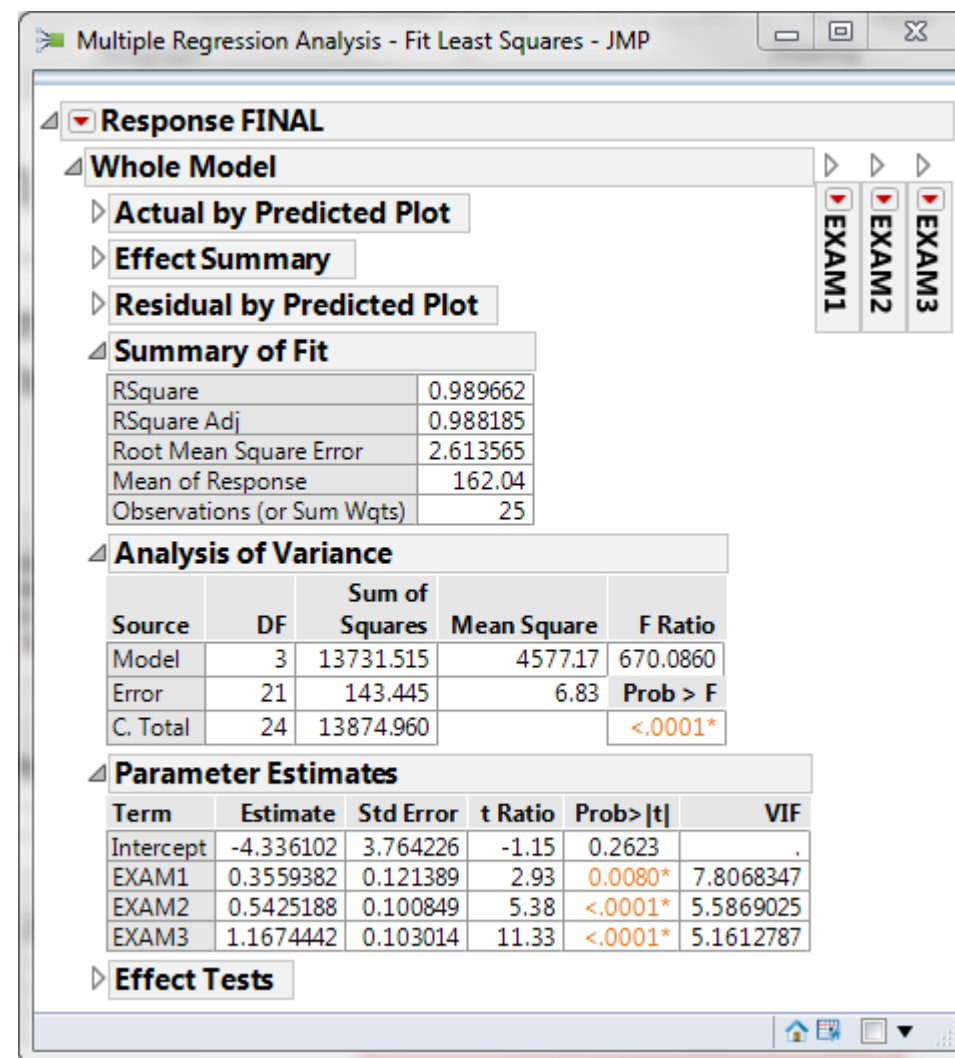 Multiple Regression Analysis - Fit Least Squares - JMP
Response FINAL
Whole Model
Actual by Predicted Plot
Effect Summary
Residual by Predicted Plot
EXAM1
EXAM2
EXAM3
Summary of Fit
RSquare 0.989662
RSquare Adj 0.988185
Root Mean Square Error 2.613565
Mean of Response 162.04
Observations (or Sum Wgts) 25
Analysis of Variance
Sum of
Source DF Squares Mean Square F Ratio
Model 3 13731.515 4577.17 670.0860
Error 21 143.445 6.83 Prob > F
C. Total 24 13874.960 <.0001*
Parameter Estimates
Term Estimate Std Error t Ratio Prob>|t| VIF
Intercept -4.336102 3.764226 -1.15 0.2623 .
EXAM1 0.3559382 0.121389 2.93 0.0080* 7.8068347
EXAM2 0.5425188 0.100849 5.38 <.0001* 5.5869025
EXAM3 1.1674442 0.103014 11.33 <.0001* 5.1612787
Effect Tests